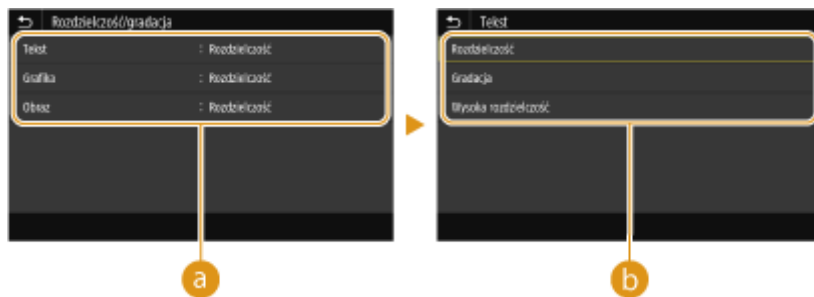 Rozdzielczość/gradacja
Tekst : Rozdzielczość
Grafika : Rozdzielczość
Obraz : Rozdzielczość
a
Tekst
Rozdzielczość
Gradacja
Wysoka rozdzielczość
b